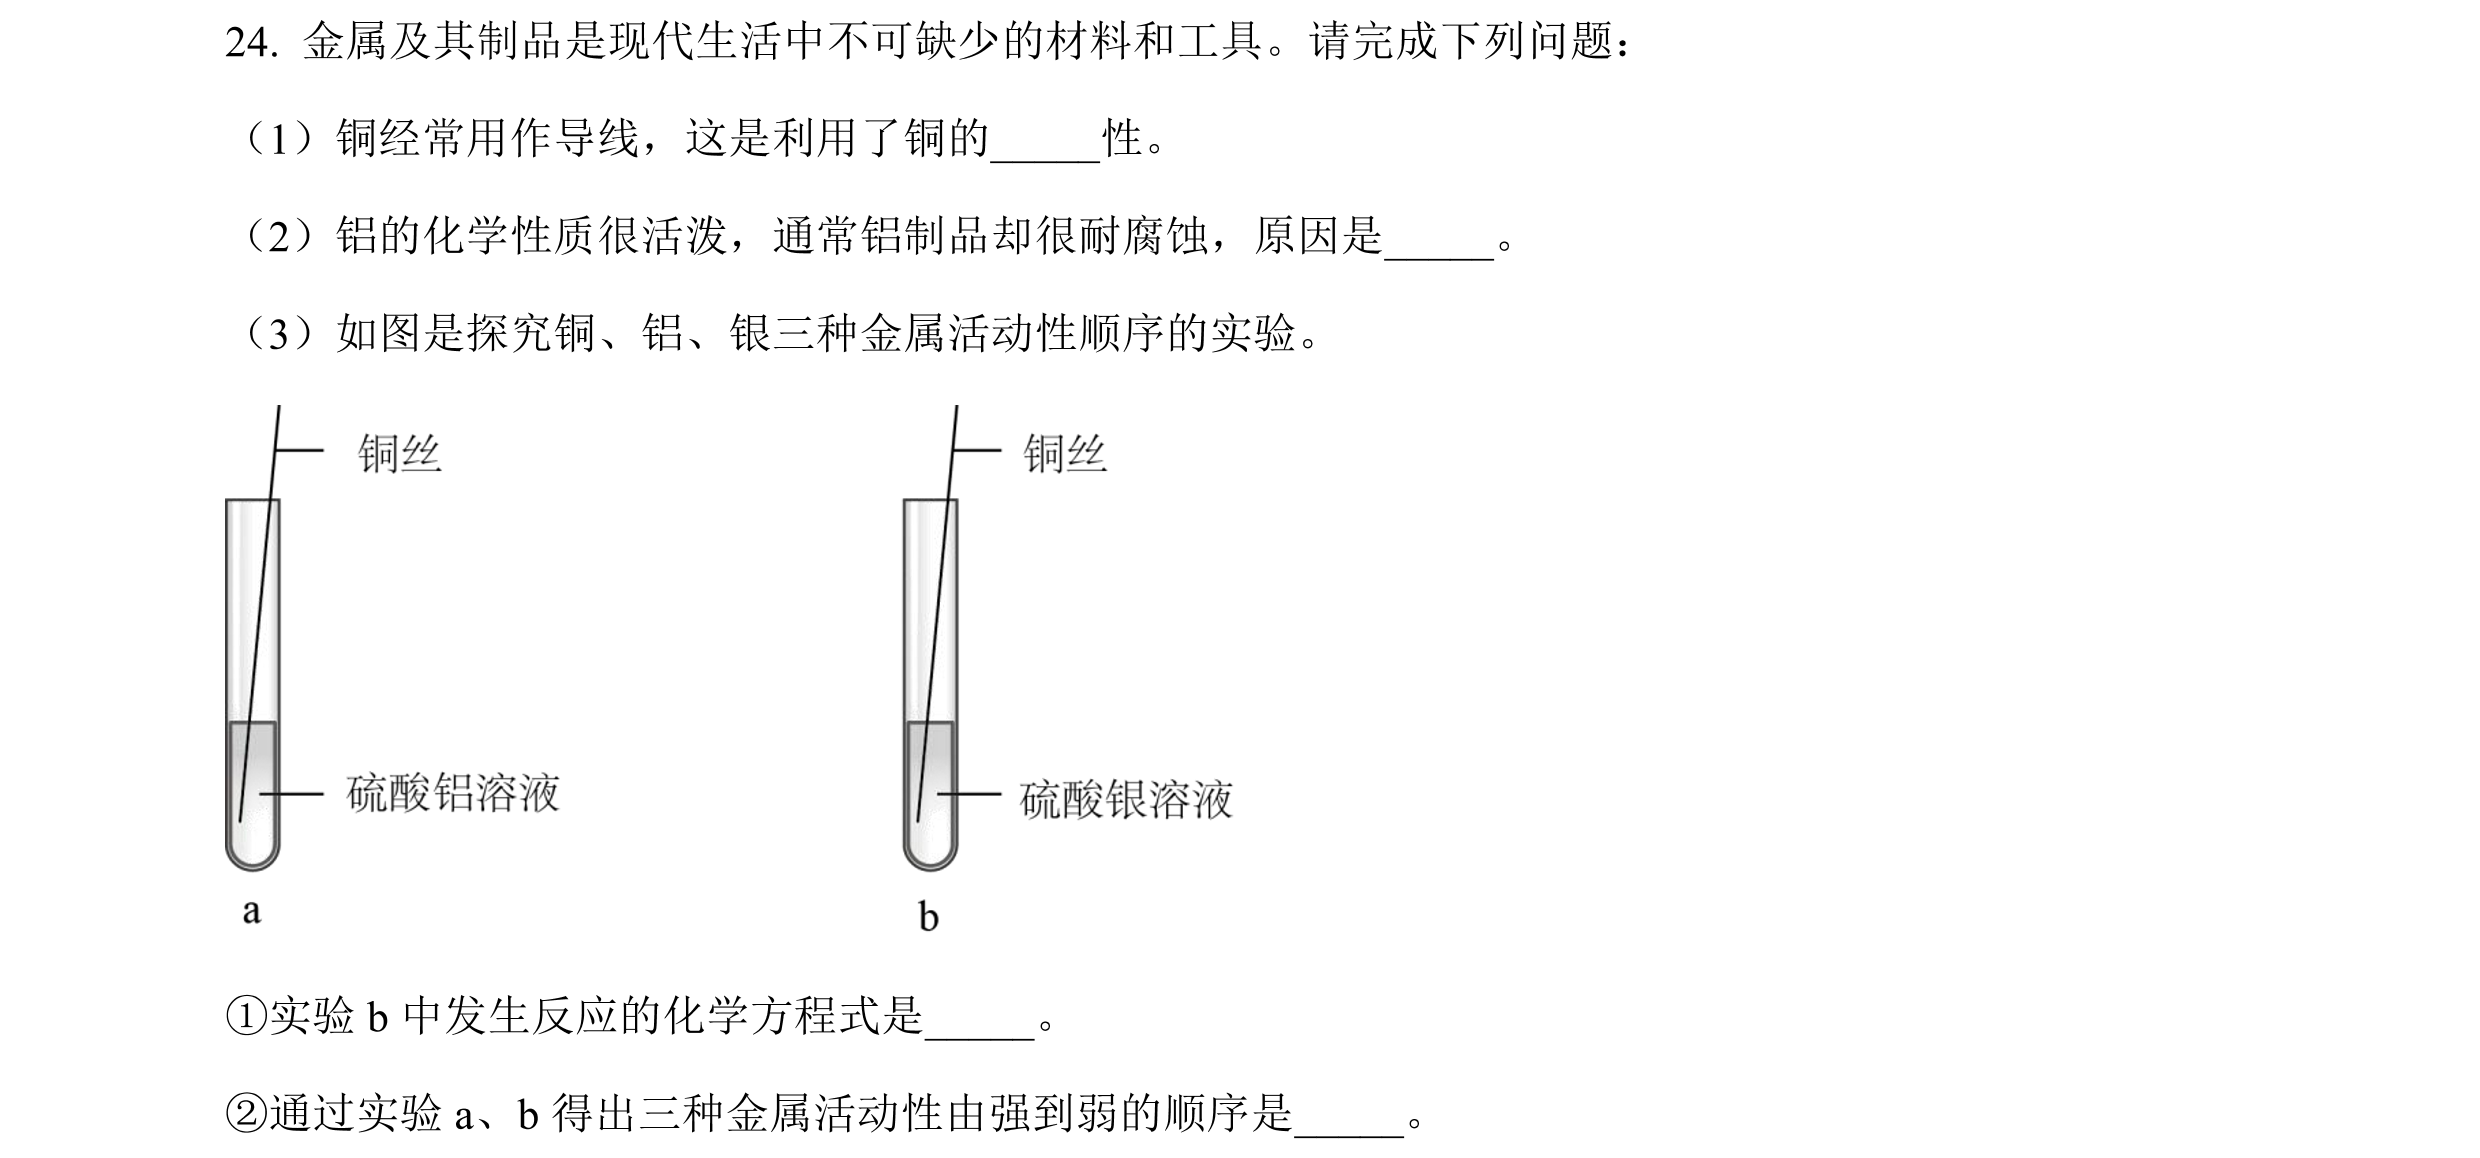 24. 金属及其制品是现代生活中不可缺少的材料和工具。请完成下列问题：
（1）铜经常用作导线，这是利用了铜的_____性。
（2）铝的化学性质很活泼，通常铝制品却很耐腐蚀，原因是_____。
（3）如图是探究铜、铝、银三种金属活动性顺序的实验。
铜丝
铜丝
硫酸铝溶液
硫酸银溶液
a
b
①实验 b 中发生反应的化学方程式是_____。
②通过实验 a、b 得出三种金属活动性由强到弱的顺序是_____。